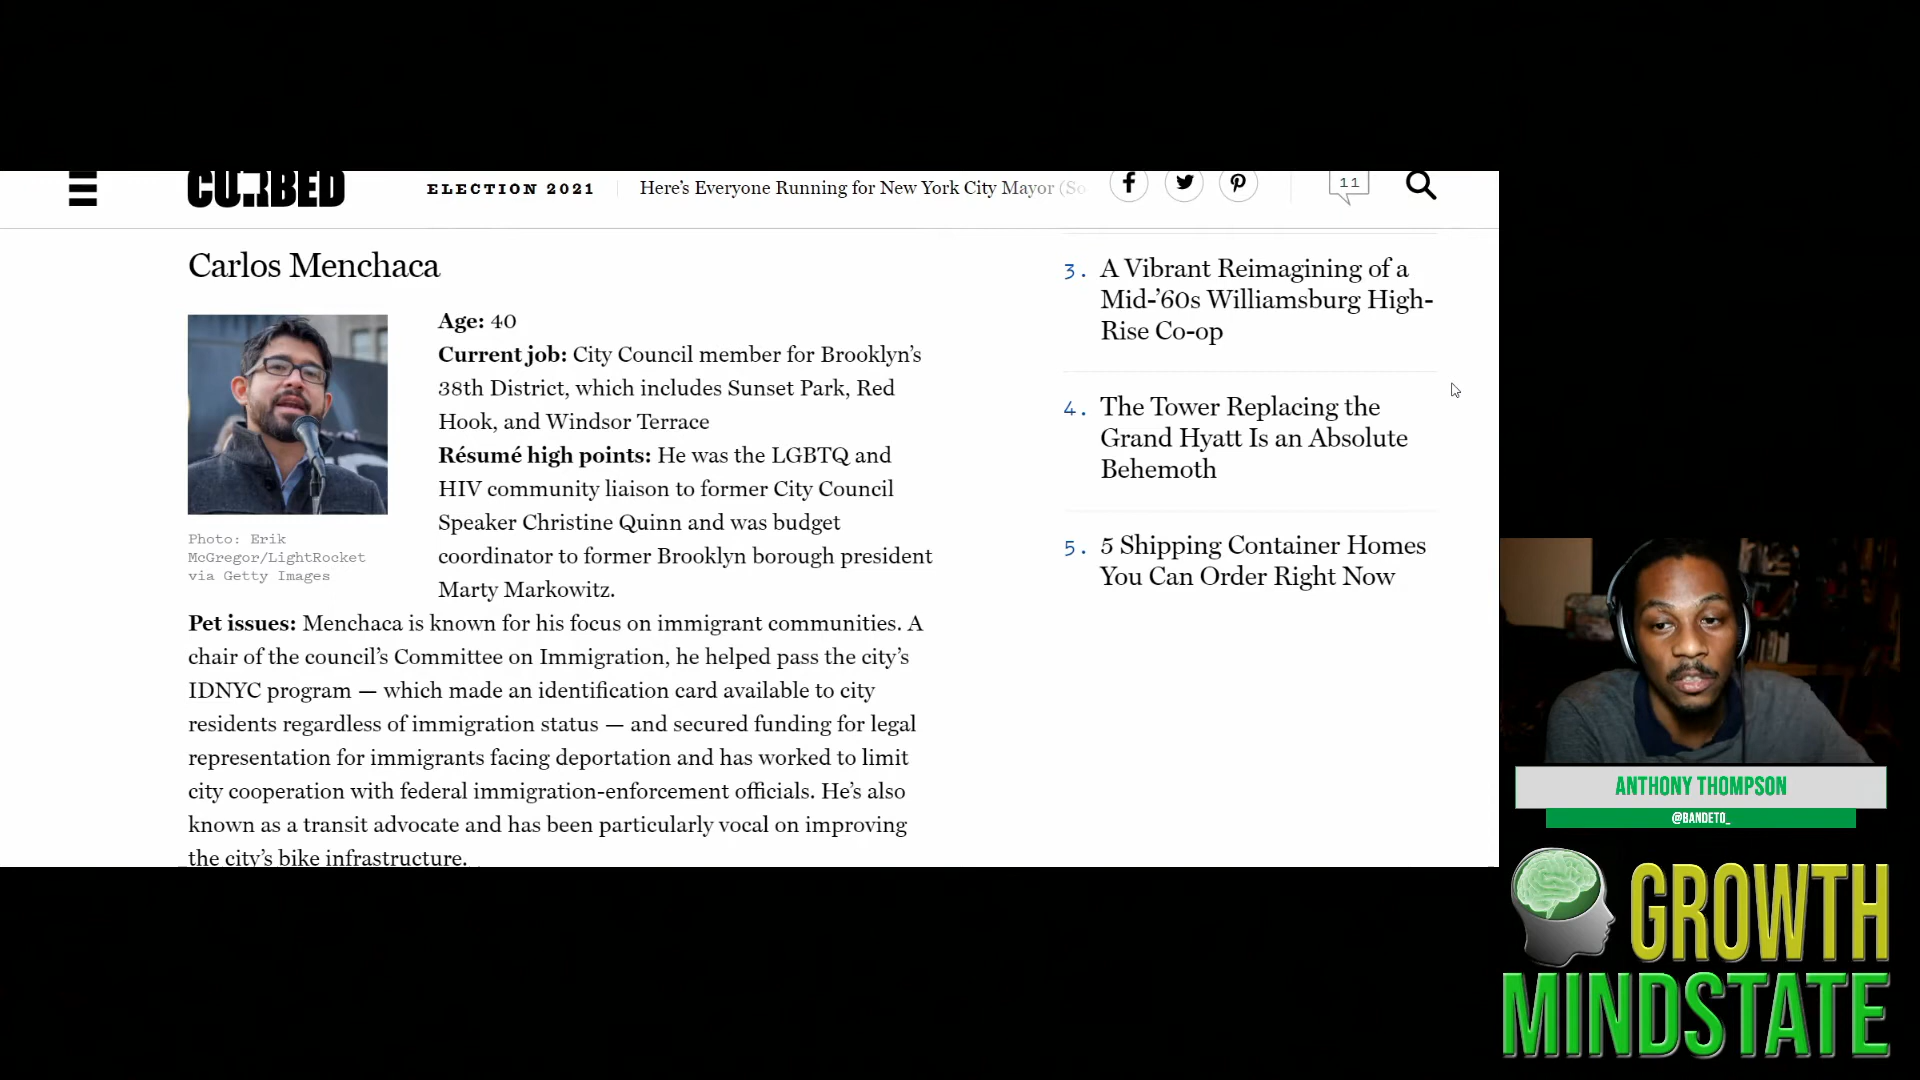 CURBED
ELECTION 2021
Here’s Everyone Running for New York City Mayor (So
11
Carlos Menchaca
Age: 40
Current job: City Council member for Brooklyn’s
38th District, which includes Sunset Park, Red
Hook, and Windsor Terrace
Résumé high points: He was the LGBTQ and
HIV community liaison to former City Council
Speaker Christine Quinn and was budget
coordinator to former Brooklyn borough president
Marty Markowitz.
Photo: Erik
McGregor/LightRocket
via Getty Images
Pet issues: Menchaca is known for his focus on immigrant communities. A
chair of the council’s Committee on Immigration, he helped pass the city’s
IDNYC program — which made an identification card available to city
residents regardless of immigration status — and secured funding for legal
representation for immigrants facing deportation and has worked to limit
city cooperation with federal immigration-enforcement officials. He’s also
known as a transit advocate and has been particularly vocal on improving
the city’s bike infrastructure.
3. A Vibrant Reimagining of a
Mid-’60s Williamsburg High-
Rise Co-op
4. The Tower Replacing the
Grand Hyatt Is an Absolute
Behemoth
5. 5 Shipping Container Homes
You Can Order Right Now
ANTHONY THOMPSON
@BANDETO_
GROWTH
MINDSTATE